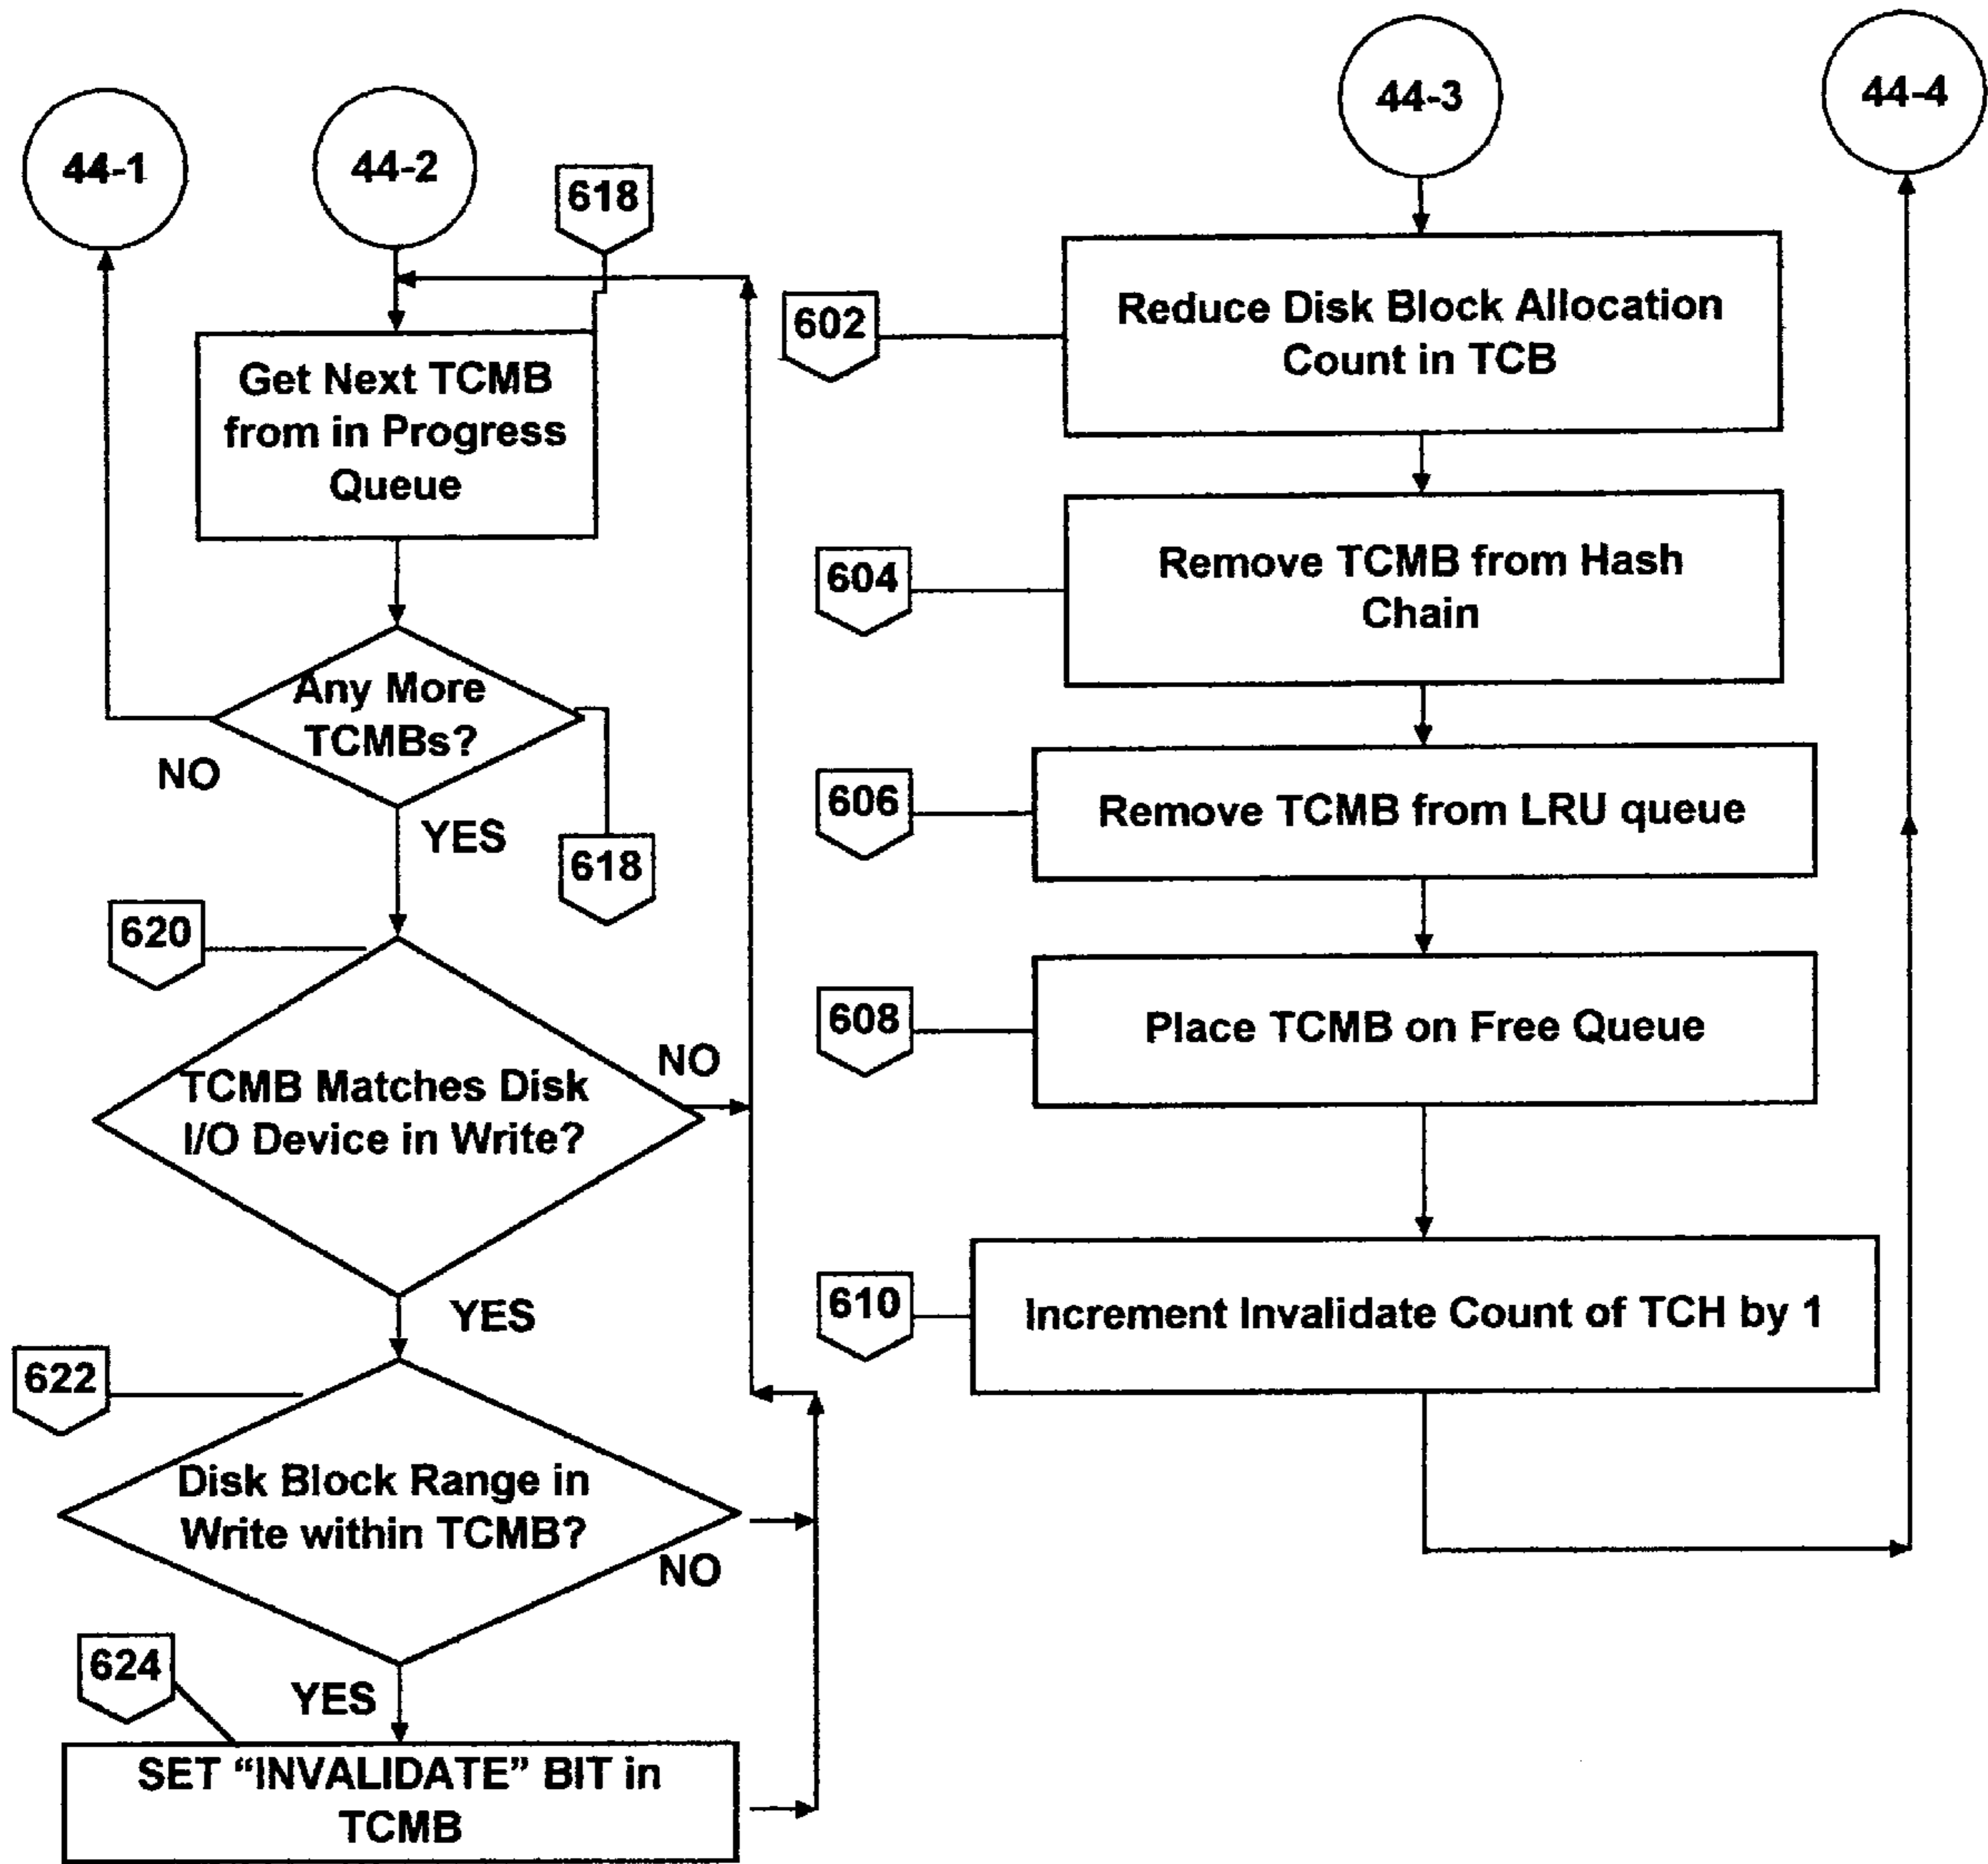 44-1
44-2
618
Get Next TCMB
from in Progress
Queue
Any More
TCMBs?
NO
YES
618
620
TCMB Matches Disk
I/O Device in Write?
NO
YES
622
Disk Block Range in
Write within TCMB?
NO
YES
624
SET “INVALIDATE” BIT in
TCMB
44-3
44-4
602
Reduce Disk Block Allocation
Count in TCB
604
Remove TCMB from Hash
Chain
606
Remove TCMB from LRU queue
608
Place TCMB on Free Queue
610
Increment Invalidate Count of TCH by 1